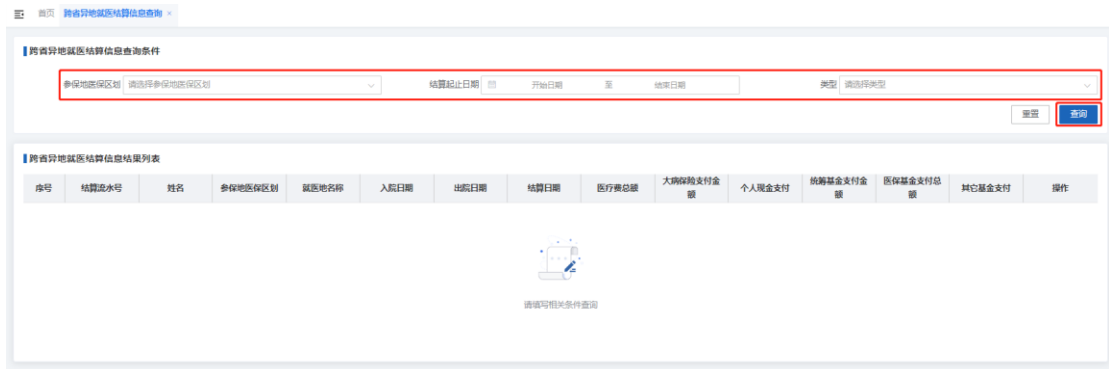 首页 跨省异地就医结算信息查询 ×
跨省异地就医结算信息查询条件
参保地医保区划 请选择参保地医保区划 结算起止日期 开始日期 至 结束日期 类型 请选择类型
重置 查询
跨省异地就医结算信息结果列表
序号 结算流水号 姓名 参保地医保区划 就医地名称 入院日期 出院日期 结算日期 医疗费总额 大病保险支付金额 个人现金支付 统筹基金支付金额 医保基金支付总额 其它基金支付 操作
请填写相关条件查询